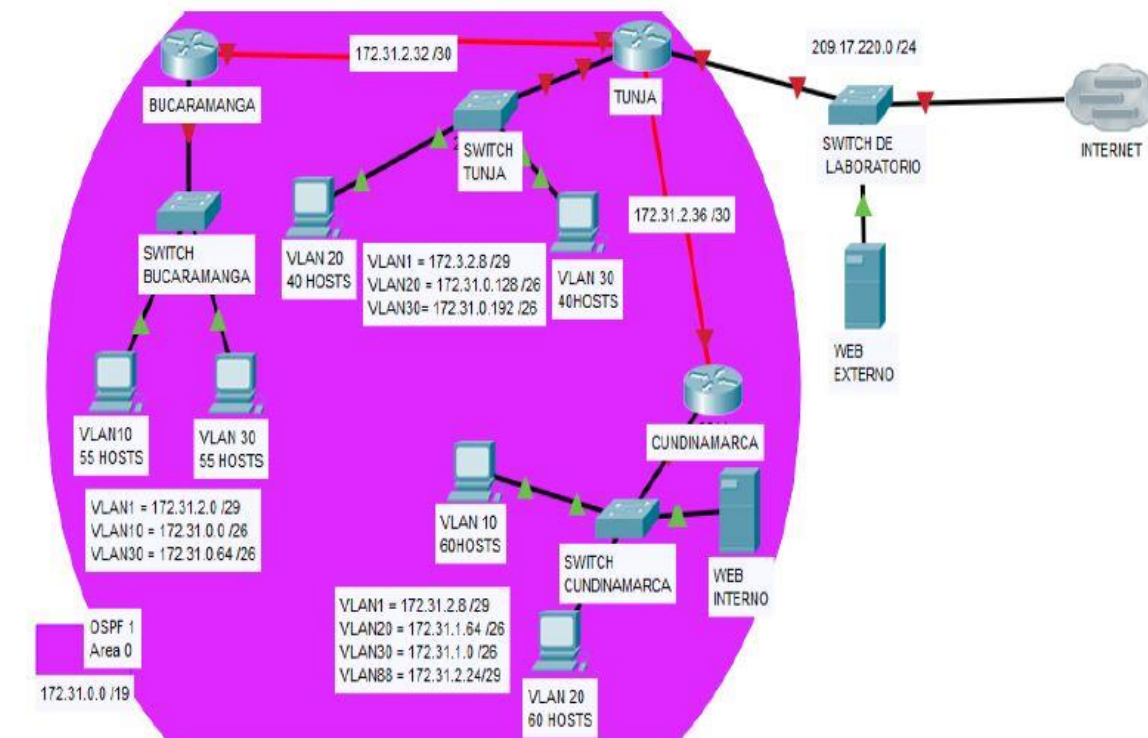 172.31.2.32 /30
209.17.220.0 /24
BUCARAMANGA
TUNJA
INTERNET
SWITCH
TUNJA
SWITCH DE
LABORATORIO
172.31.2.36 /30
SWITCH
BUCARAMANGA
VLAN 20
40 HOSTS
VLAN1 = 172.3.2.8 /29
VLAN20 = 172.31.0.128 /26
VLAN30= 172.31.0.192 /26
VLAN 30
40HOSTS
WEB
EXTERNO
VLAN10
55 HOSTS
VLAN 30
55 HOSTS
CUNDINAMARCA
VLAN1 = 172.31.2.0 /29
VLAN10 = 172.31.0.0 /26
VLAN30 = 172.31.0.64 /26
VLAN 10
60HOSTS
SWITCH
CUNDINAMARCA
WEB
INTERNO
VLAN1 = 172.31.2.8 /29
VLAN20 = 172.31.1.64 /26
VLAN30 = 172.31.1.0 /26
VLAN88 = 172.31.2.24/29
OSPF 1
Area 0
172.31.0.0 /19
VLAN 20
60 HOSTS